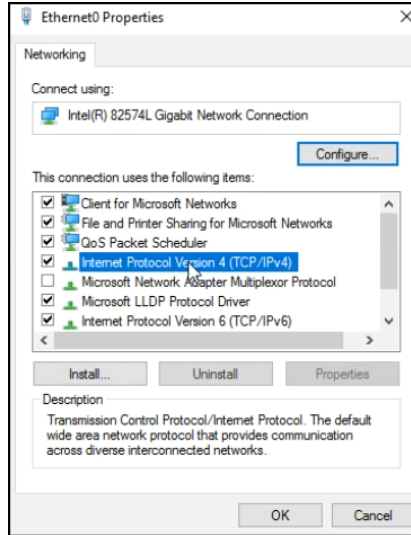 Ethernet0 Properties
Networking
Connect using:
Intel(R) 82574L Gigabit Network Connection
Configure...
This connection uses the following items:
Client for Microsoft Networks
File and Printer Sharing for Microsoft Networks
QoS Packet Scheduler
Internet Protocol Version 4 (TCP/IPv4)
Microsoft Network Adapter Multiplexor Protocol
Microsoft LLDP Protocol Driver
Internet Protocol Version 6 (TCP/IPv6)
Install... Uninstall Properties
Description
Transmission Control Protocol/Internet Protocol. The default
wide area network protocol that provides communication
across diverse interconnected networks.
OK Cancel